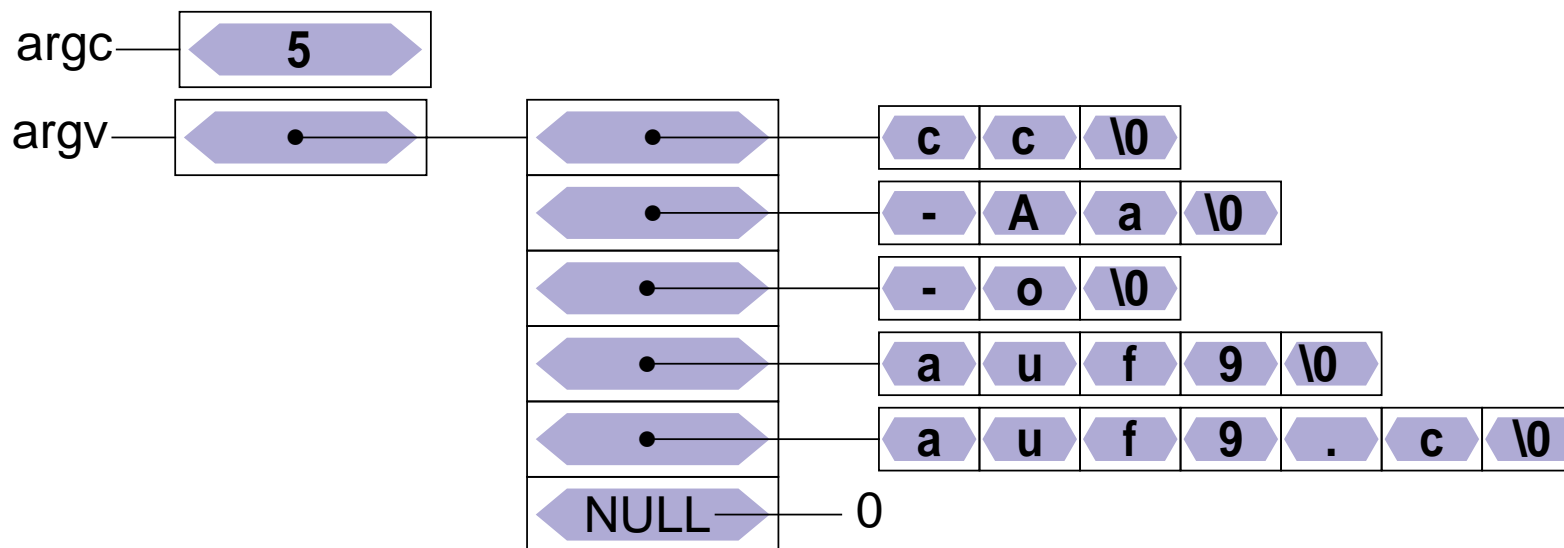 argc 5
argv c c \0
- A a \0
- o \0
a u f 9 \0
a u f 9 . c \0
NULL 0